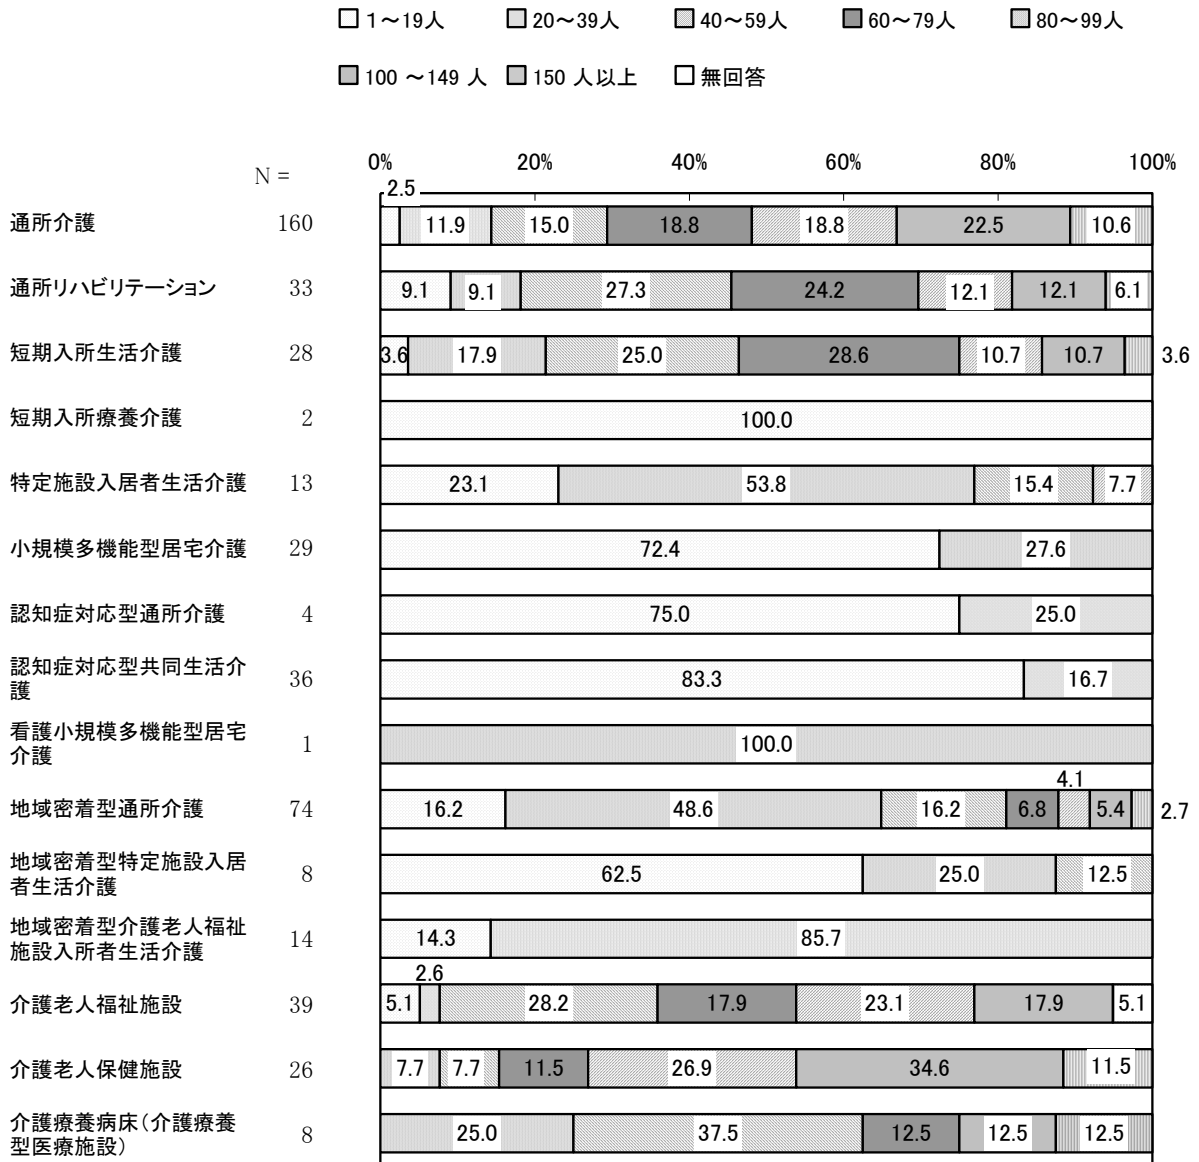 1～19人 20～39人 40～59人 60～79人 80～99人
100 ～149 人 150 人以上 無回答
0% 20% 40% 60% 80% 100%
N =
2.5
通所介護 160 11.9 15.0 18.8 18.8 22.5 10.6
通所リハビリテーション 33 9.1 9.1 27.3 24.2 12.1 12.1 6.1
短期入所生活介護 28 3.6 17.9 25.0 28.6 10.7 10.7 3.6
短期入所療養介護 2 100.0
特定施設入居者生活介護 13 23.1 53.8 15.4 7.7
小規模多機能型居宅介護 29 72.4 27.6
認知症対応型通所介護 4 75.0 25.0
認知症対応型共同生活介
護 36 83.3 16.7
看護小規模多機能型居宅
介護 1 100.0
4.1
地域密着型通所介護 74 16.2 48.6 16.2 6.8 5.4 2.7
地域密着型特定施設入居
者生活介護 8 62.5 25.0 12.5
地域密着型介護老人福祉
施設入所者生活介護 14 14.3 85.7
2.6
介護老人福祉施設 39 5.1 28.2 17.9 23.1 17.9 5.1
介護老人保健施設 26 7.7 7.7 11.5 26.9 34.6 11.5
介護療養病床（介護療養
型医療施設） 8 25.0 37.5 12.5 12.5 12.5